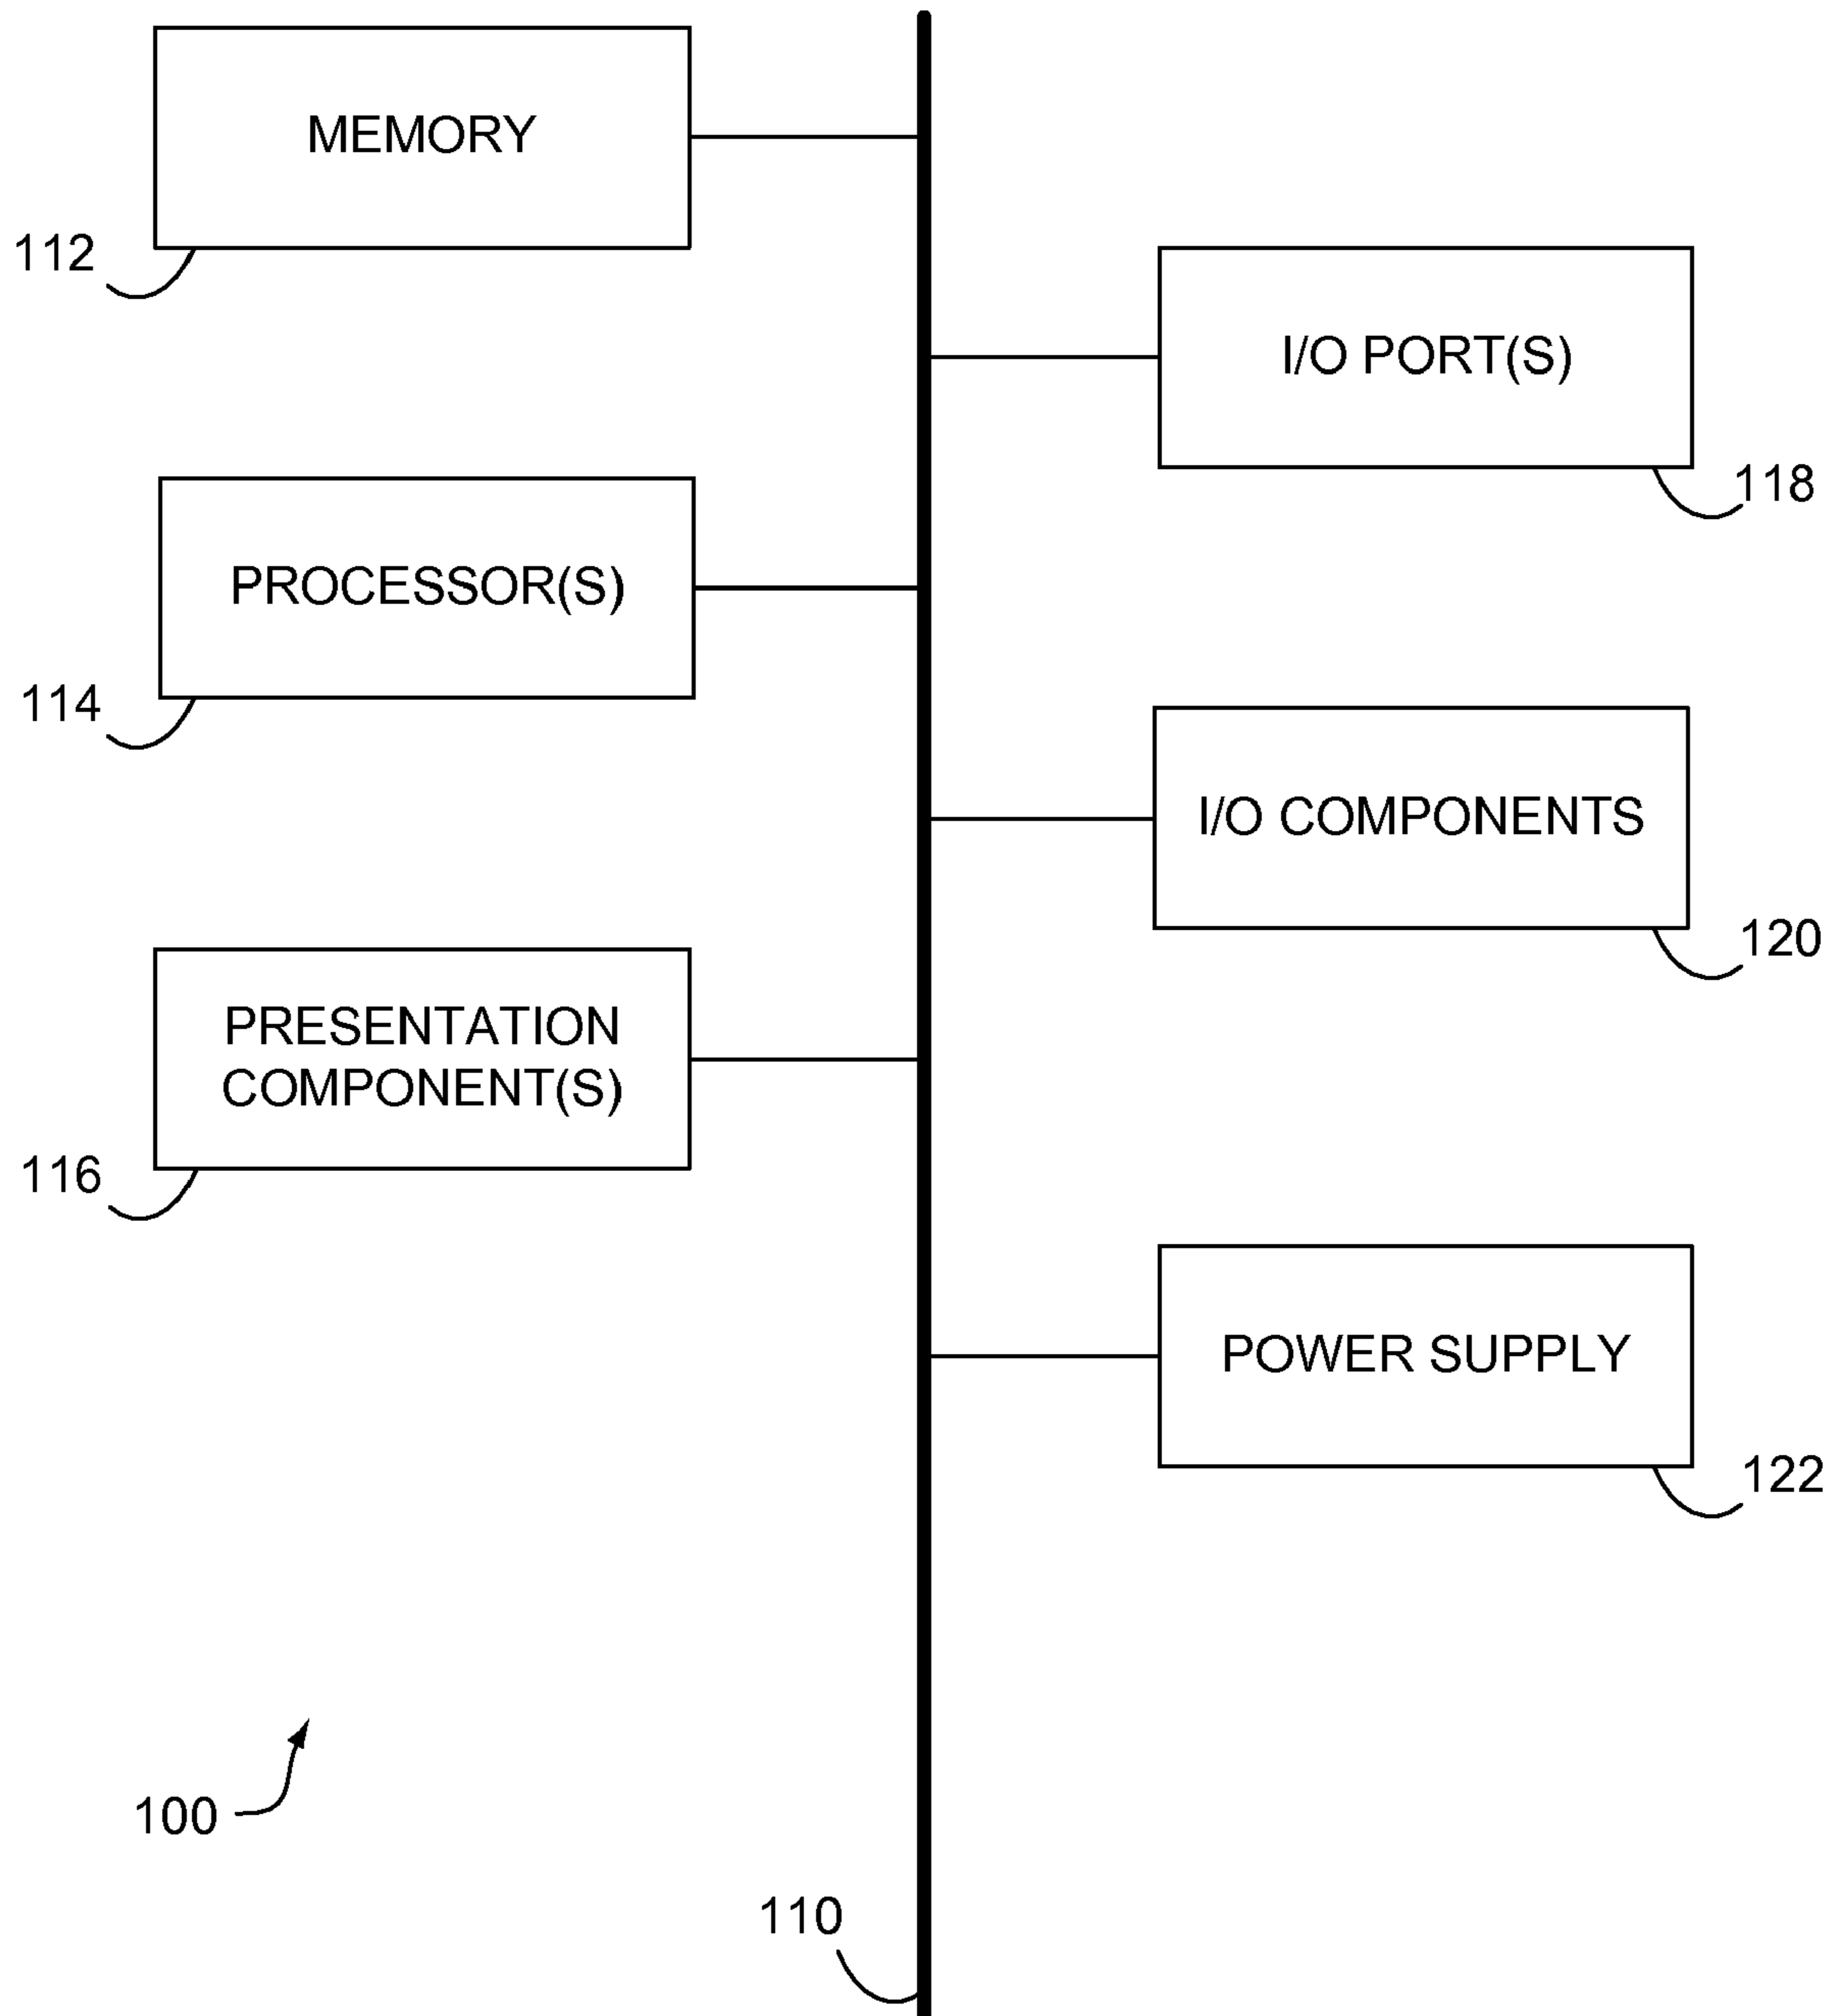 MEMORY
112
I/O PORT(S)
118
PROCESSOR(S)
114
I/O COMPONENTS
120
PRESENTATION
COMPONENT(S)
116
POWER SUPPLY
122
100
110